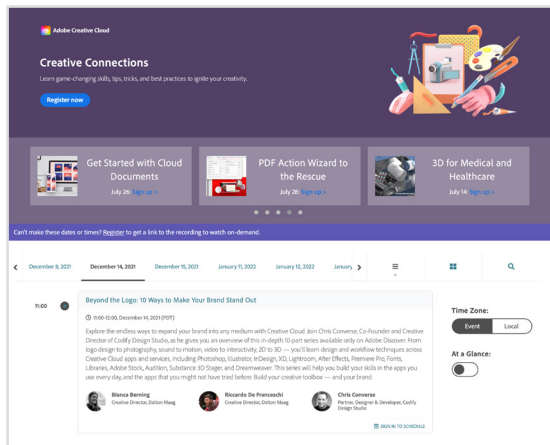 Adobe Creative Cloud
Creative Connections
Learn game-changing skills, tips, tricks, and best practices to ignite your creativity.
Register now
Get Started with Cloud
Documents
July 26: Sign up >
PDF Action Wizard to
the Rescue
July 28: Sign up >
3D for Medical and
Healthcare
July 14: Sign up >
Can't make these dates or times? Register to get a link to the recording to watch on-demand.
December 8, 2021 December 14, 2021 December 15, 2021 January 11, 2022 January 12, 2022 January
11:00
Beyond the Logo: 10 Ways to Make Your Brand Stand Out
11:00-12:00, December 14, 2021 (PDT)
Explore the endless ways to expand your brand into any medium with Creative Cloud. Join Chris Converse, Co-Founder and Creative
Director of Codify Design Studio, as he gives you an overview of this in-depth 10-part series available only on Adobe Discover. From
logo design to photography, sound to motion, video to interactivity, 2D to 3D — you'll learn design and workflow techniques across
Creative Cloud apps and services, including Photoshop, Illustrator, InDesign, XD, Lightroom, After Effects, Premiere Pro, Fonts,
Libraries, Adobe Stock, Audition, Substance 3D Stager, and Dreamweaver. This series will help you build your skills in the apps you
use every day, and the apps that you might not have tried before. Build your creative toolbox — and your brand.
Bianca Berning
Creative Director, Dalton Maag
Riccardo De Franceschi
Creative Director, Dalton Maag
Chris Converse
Partner, Designer & Developer, Codify
Design Studio
SIGN IN TO SCHEDULE
Time Zone:
Event Local
At a Glance: